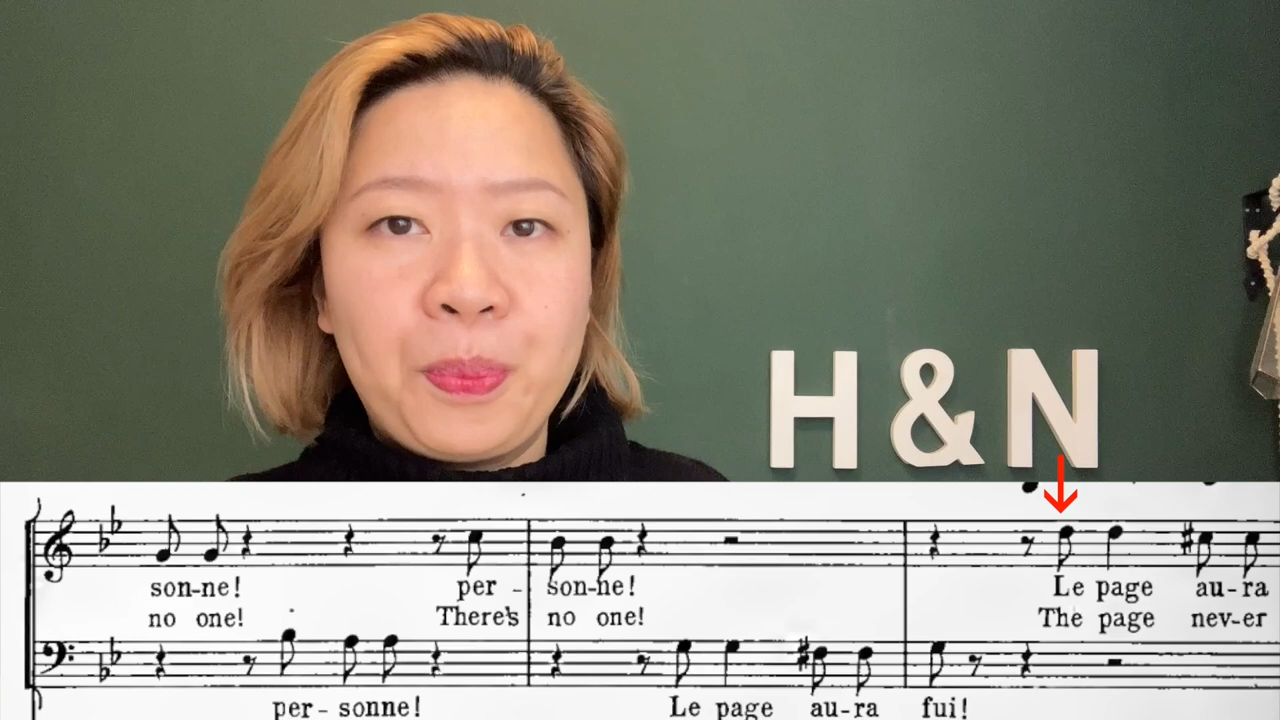 H&N
son-ne! per - son-ne! Le page au-ra
no one! There's no one! The page nev-er
per- sonne! Le page au-ra fui!